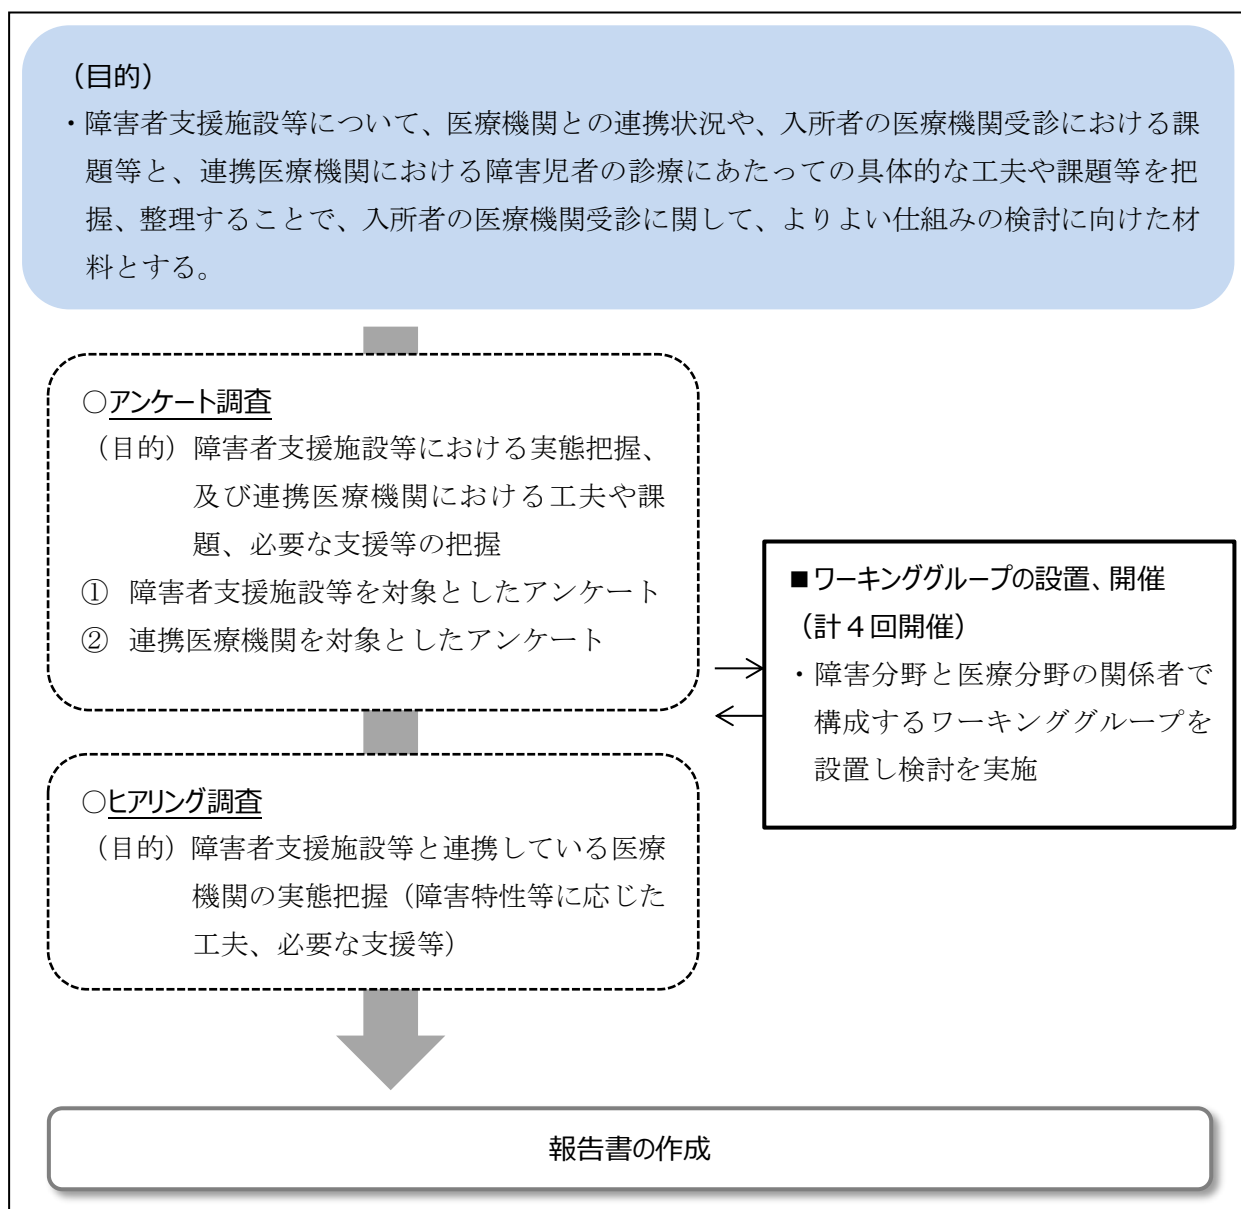 （目的）
・障害者支援施設等について、医療機関との連携状況や、入所者の医療機関受診における課
題等と、連携医療機関における障害児者の診療にあたっての具体的な工夫や課題等を把
握、整理することで、入所者の医療機関受診に関して、よりよい仕組みの検討に向けた材
料とする。
○アンケート調査
（目的）障害者支援施設等における実態把握、
及び連携医療機関における工夫や課
題、必要な支援等の把握
① 障害者支援施設等を対象としたアンケート
② 連携医療機関を対象としたアンケート
■ワーキンググループの設置、開催
（計４回開催）
・障害分野と医療分野の関係者で
構成するワーキンググループを
設置し検討を実施
○ヒアリング調査
（目的）障害者支援施設等と連携している医療
機関の実態把握（障害特性等に応じた
工夫、必要な支援等）
報告書の作成